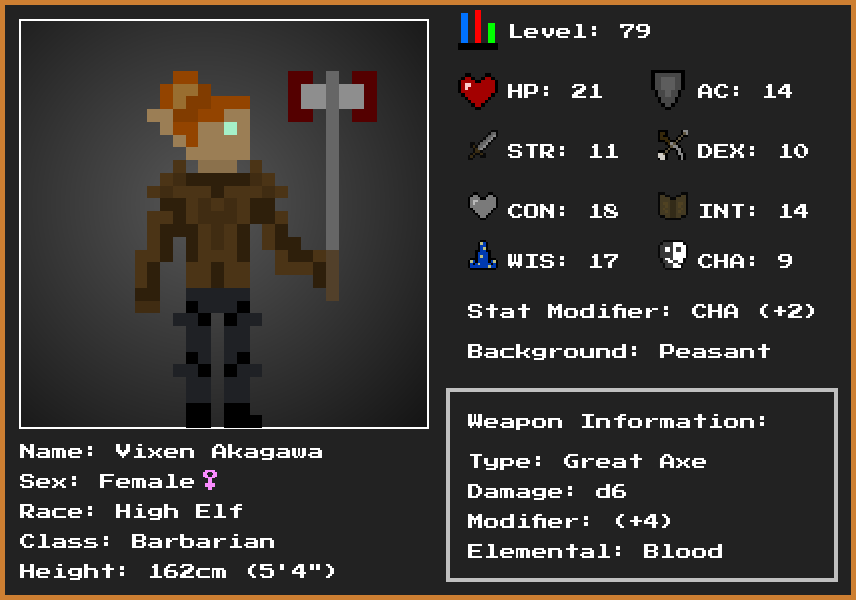 Level: 79
HP: 21
AC: 14
STR: 11
DEX: 10
CON: 18
INT: 14
WIS: 17
CHA: 9
Stat Modifier: CHA (+2)
Background: Peasant
Weapon Information:
Type: Great Axe
Damage: d6
Modifier: (+4)
Elemental: Blood
Name: Vixen Akagawa
Sex: Female♀
Race: High Elf
Class: Barbarian
Height: 162cm (5'4")